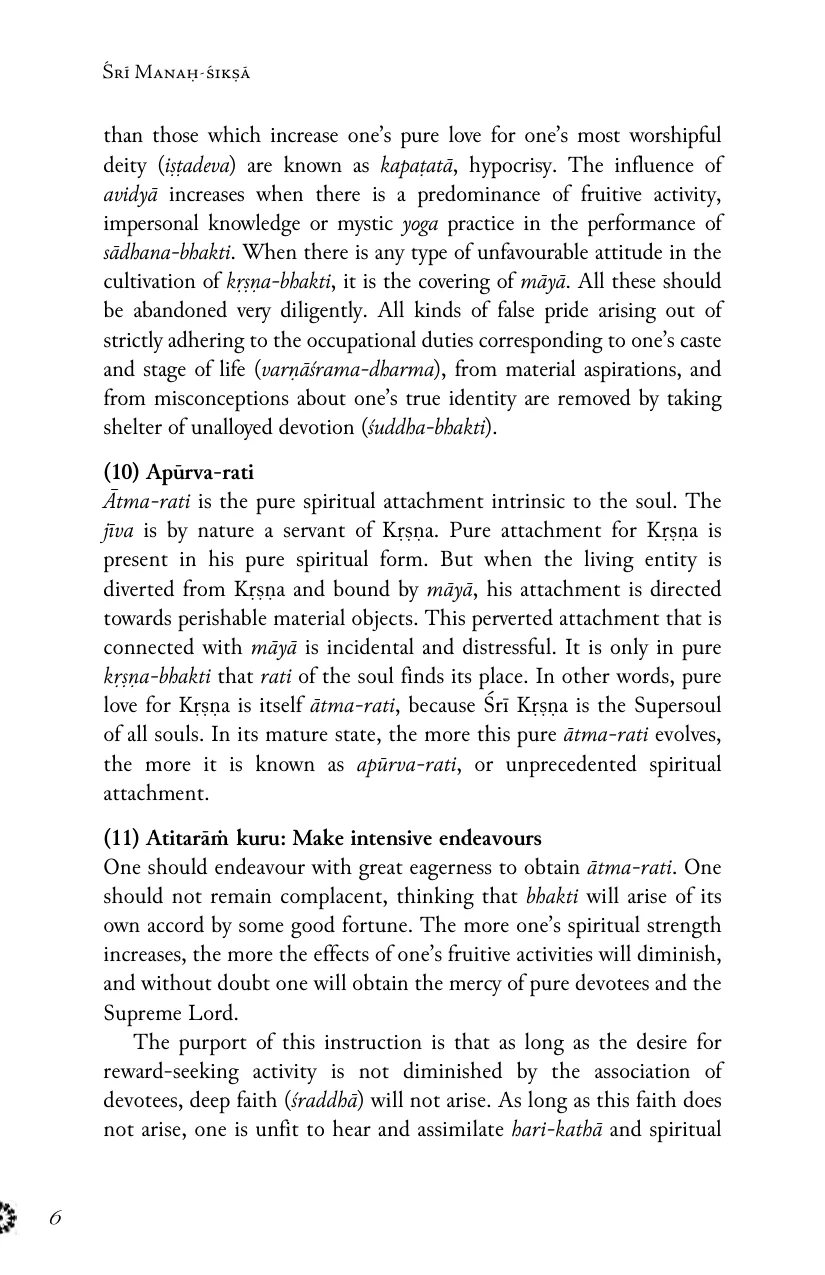 Śrī Manaḥ-śikṣā
than those which increase one's pure love for one's most worshipful
deity (iṣṭadeva) are known as kapaṭatā, hypocrisy. The influence of
avidyā increases when there is a predominance of fruitive activity,
impersonal knowledge or mystic yoga practice in the performance of
sādhana-bhakti. When there is any type of unfavourable attitude in the
cultivation of kṛṣṇa-bhakti, it is the covering of māyā. All these should
be abandoned very diligently. All kinds of false pride arising out of
strictly adhering to the occupational duties corresponding to one's caste
and stage of life (varṇāśrama-dharma), from material aspirations, and
from misconceptions about one's true identity are removed by taking
shelter of unalloyed devotion (śuddha-bhakti).
(10) Apūrva-rati
Ātma-rati is the pure spiritual attachment intrinsic to the soul. The
jīva is by nature a servant of Kṛṣṇa. Pure attachment for Kṛṣṇa is
present in his pure spiritual form. But when the living entity is
diverted from Kṛṣṇa and bound by māyā, his attachment is directed
towards perishable material objects. This perverted attachment that is
connected with māyā is incidental and distressful. It is only in pure
kṛṣṇa-bhakti that rati of the soul finds its place. In other words, pure
love for Kṛṣṇa is itself ātma-rati, because Śrī Kṛṣṇa is the Supersoul
of all souls. In its mature state, the more this pure ātma-rati evolves,
the more it is known as apūrva-rati, or unprecedented spiritual
attachment.
(11) Atitarāṁ kuru: Make intensive endeavours
One should endeavour with great eagerness to obtain ātma-rati. One
should not remain complacent, thinking that bhakti will arise of its
own accord by some good fortune. The more one's spiritual strength
increases, the more the effects of one's fruitive activities will diminish,
and without doubt one will obtain the mercy of pure devotees and the
Supreme Lord.
The purport of this instruction is that as long as the desire for
reward-seeking activity is not diminished by the association of
devotees, deep faith (śraddhā) will not arise. As long as this faith does
not arise, one is unfit to hear and assimilate hari-kathā and spiritual
6